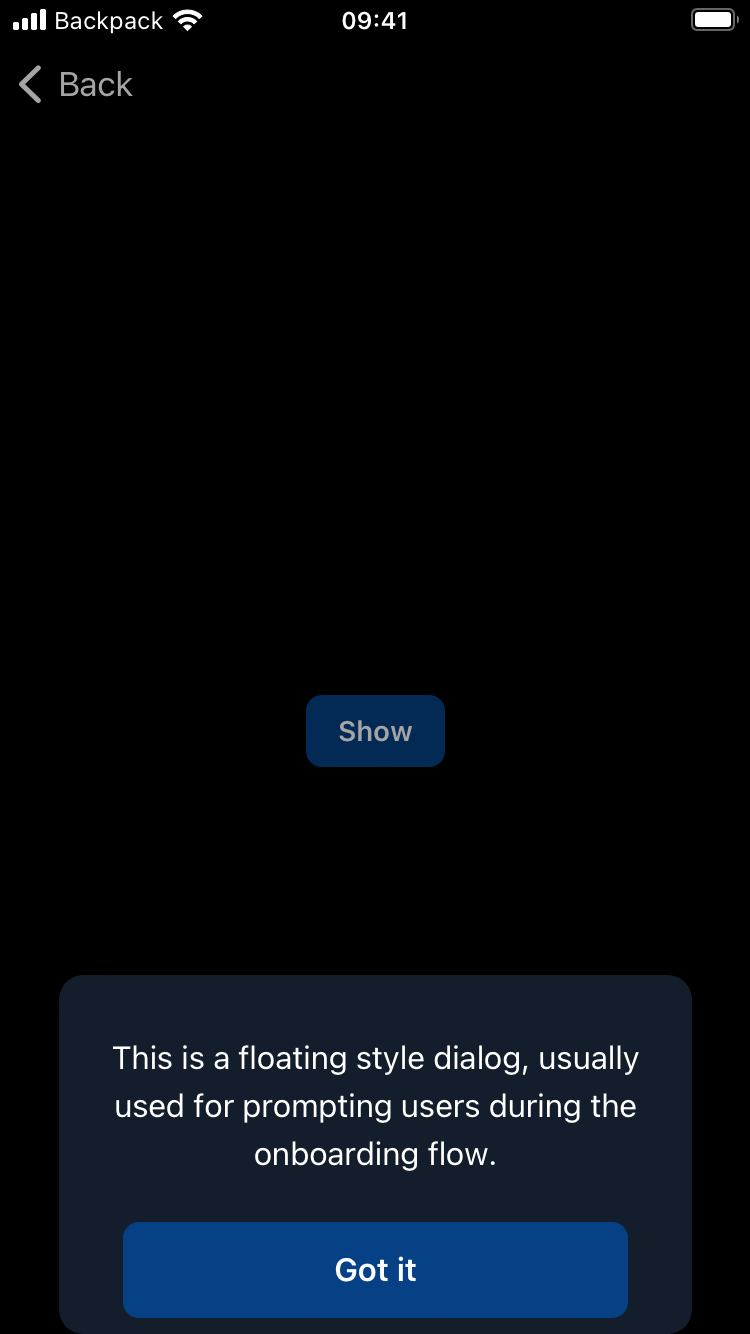 Backpack 09:41
Back
Show
This is a floating style dialog, usually
used for prompting users during the
onboarding flow.
Got it